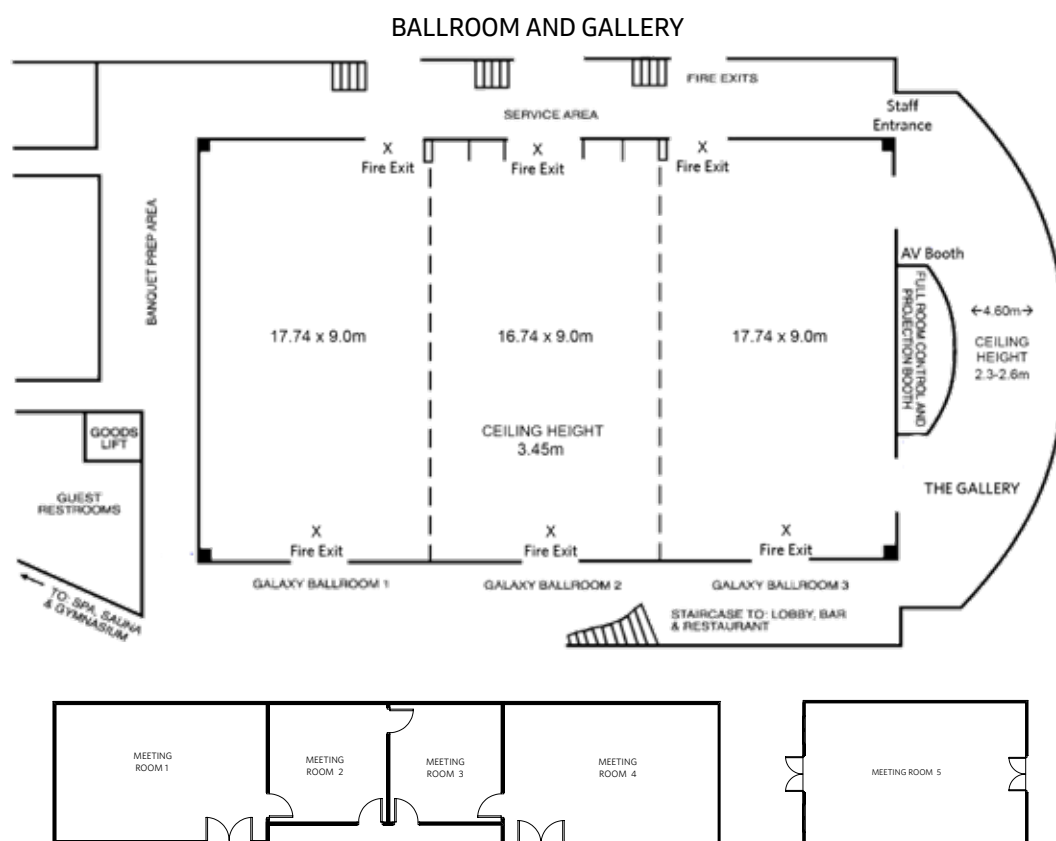 BALLROOM AND GALLERY
FIRE EXITS
SERVICE AREA
Staff
Entrance
X
Fire Exit
X
Fire Exit
X
Fire Exit
BANQUET PREP AREA
AV Booth
FULL ROOM CONTROL AND
PROJECTION BOOTH
←4.60m→
CEILING
HEIGHT
2.3-2.6m
17.74 x 9.0m
16.74 x 9.0m
17.74 x 9.0m
CEILING HEIGHT
3.45m
GOODS
LIFT
GUEST
RESTROOMS
THE GALLERY
X
Fire Exit
X
Fire Exit
X
Fire Exit
GALAXY BALLROOM 1
GALAXY BALLROOM 2
GALAXY BALLROOM 3
TO: SPA, SAUNA
& GYMNASIUM
STAIRCASE TO: LOBBY, BAR
& RESTAURANT
MEETING
ROOM 1
MEETING
ROOM 2
MEETING
ROOM 3
MEETING
ROOM 4
MEETING ROOM 5